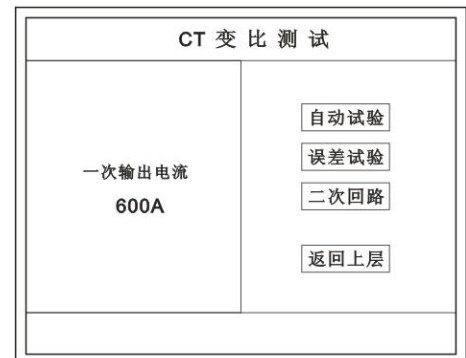 CT 变 比 测 试
一次输出电流
600A
自动试验
误差试验
二次回路
返回上层